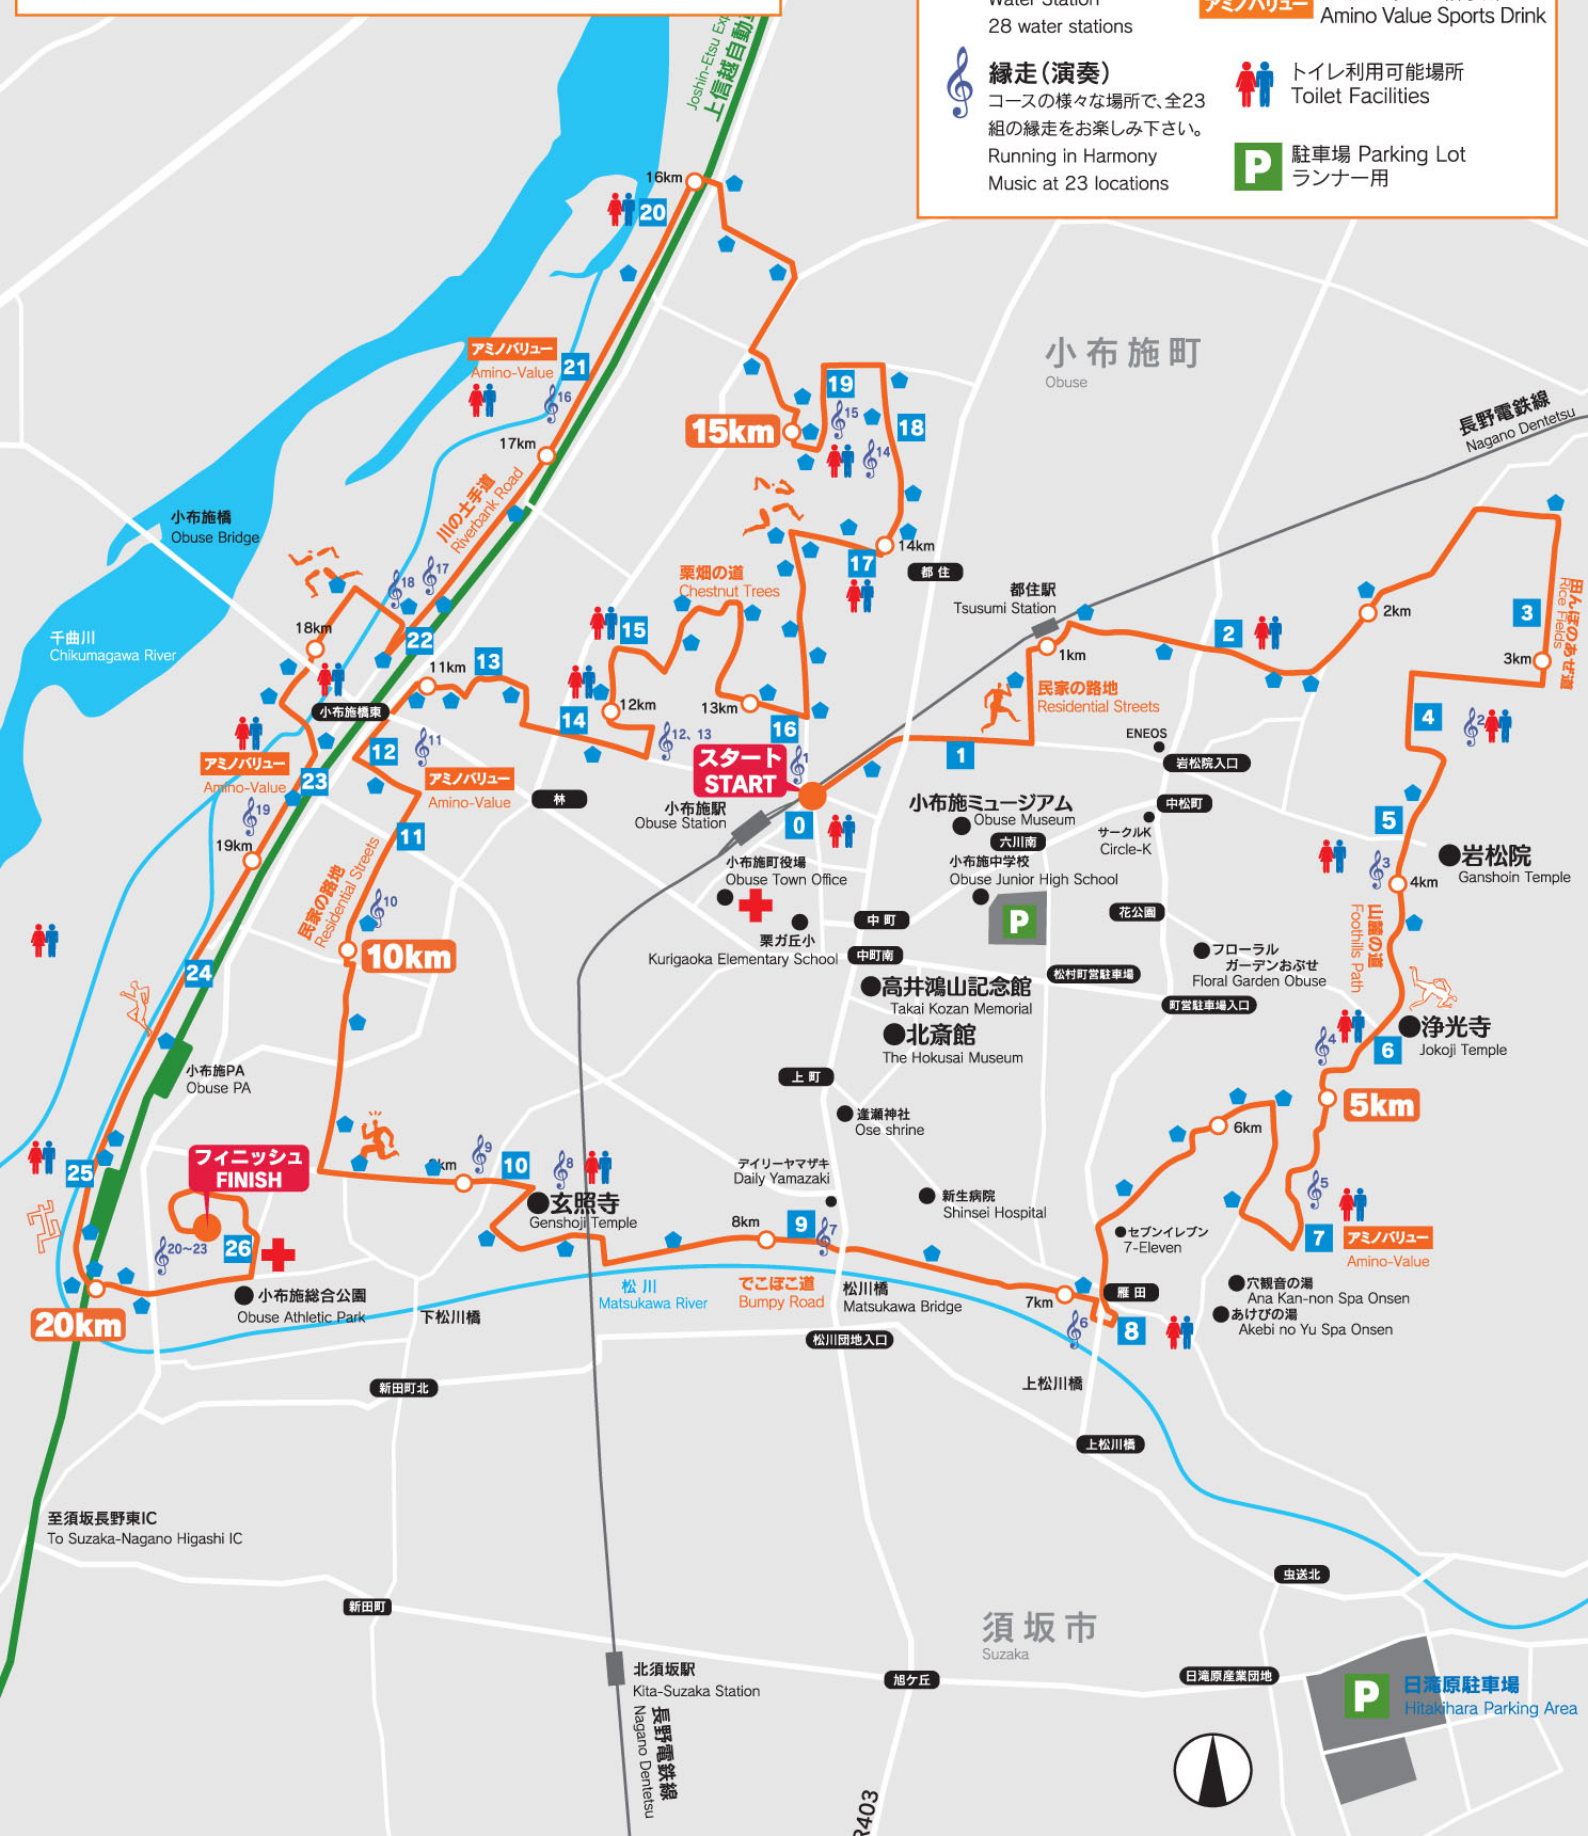 Water Station
28 water stations
アミノバリュー
Amino Value Sports Drink
縁走(演奏)
コースの様々な場所で、全23
組の縁走をお楽しみ下さい。
Running in Harmony
Music at 23 locations
トイレ利用可能場所
Toilet Facilities
P
駐車場 Parking Lot
ランナー用
Joshin-Etsu Exp
上信越自動車
16km
20
アミノバリュー
Amino-Value
21
16
17km
川の土手道
Riverbank Road
小布施町
Obuse
長野電鉄線
Nagano Dentetsu
15km
19
15
18
14
14km
17
都住
栗畑の道
Chestnut Trees
小布施橋
Obuse Bridge
千曲川
Chikumagawa River
18
17
18km
22
小布施橋東
11km
13
15
14
12km
12、13
13km
16
都住駅
Tsusumi Station
1km
2
2km
3
田んぼのあぜ道
Rice Fields
3km
民家の路地
Residential Streets
4
2
スタート
START
1
1
0
小布施駅
Obuse Station
林
12
11
アミノバリュー
Amino-Value
アミノバリュー
Amino-Value
23
19
19km
11
民家の路地
Residential Streets
10
10km
24
小布施PA
Obuse PA
ENEOS
岩松院入口
中松町
サークルK
Circle-K
小布施ミュージアム
Obuse Museum
六川南
小布施中学校
Obuse Junior High School
P
小布施町役場
Obuse Town Office
栗ガ丘小
Kurigaoka Elementary School
中町
中町南
花公園
松村町営駐車場
フローラル
ガーデンおぶせ
Floral Garden Obuse
町営駐車場入口
5
3
4km
岩松院
Ganshoin Temple
山麓の道
Foothills Path
高井鴻山記念館
Takai Kozan Memorial
北斎館
The Hokusai Museum
浄光寺
Jokoji Temple
4
6
5km
上町
逢瀬神社
Ose shrine
6km
5
7
アミノバリュー
Amino-Value
デイリーヤマザキ
Daily Yamazaki
新生病院
Shinsei Hospital
セブンイレブン
7-Eleven
穴観音の湯
Ana Kan-non Spa Onsen
あけびの湯
Akebi no Yu Spa Onsen
雁田
フィニッシュ
FINISH
25
20〜23
26
小布施総合公園
Obuse Athletic Park
20km
km
9
10
8
玄照寺
Genshoji Temple
8km
9
7
松川
Matsukawa River
でこぼこ道
Bumpy Road
松川橋
Matsukawa Bridge
7km
6
8
下松川橋
松川団地入口
新田町北
上松川橋
上松川橋
至須坂長野東IC
To Suzaka-Nagano Higashi IC
新田町
虫送北
須坂市
Suzaka
北須坂駅
Kita-Suzaka Station
長野電鉄線
Nagano Dentetsu
旭ケ丘
日滝原産業団地
P
日滝原駐車場
Hitakihara Parking Area
R403